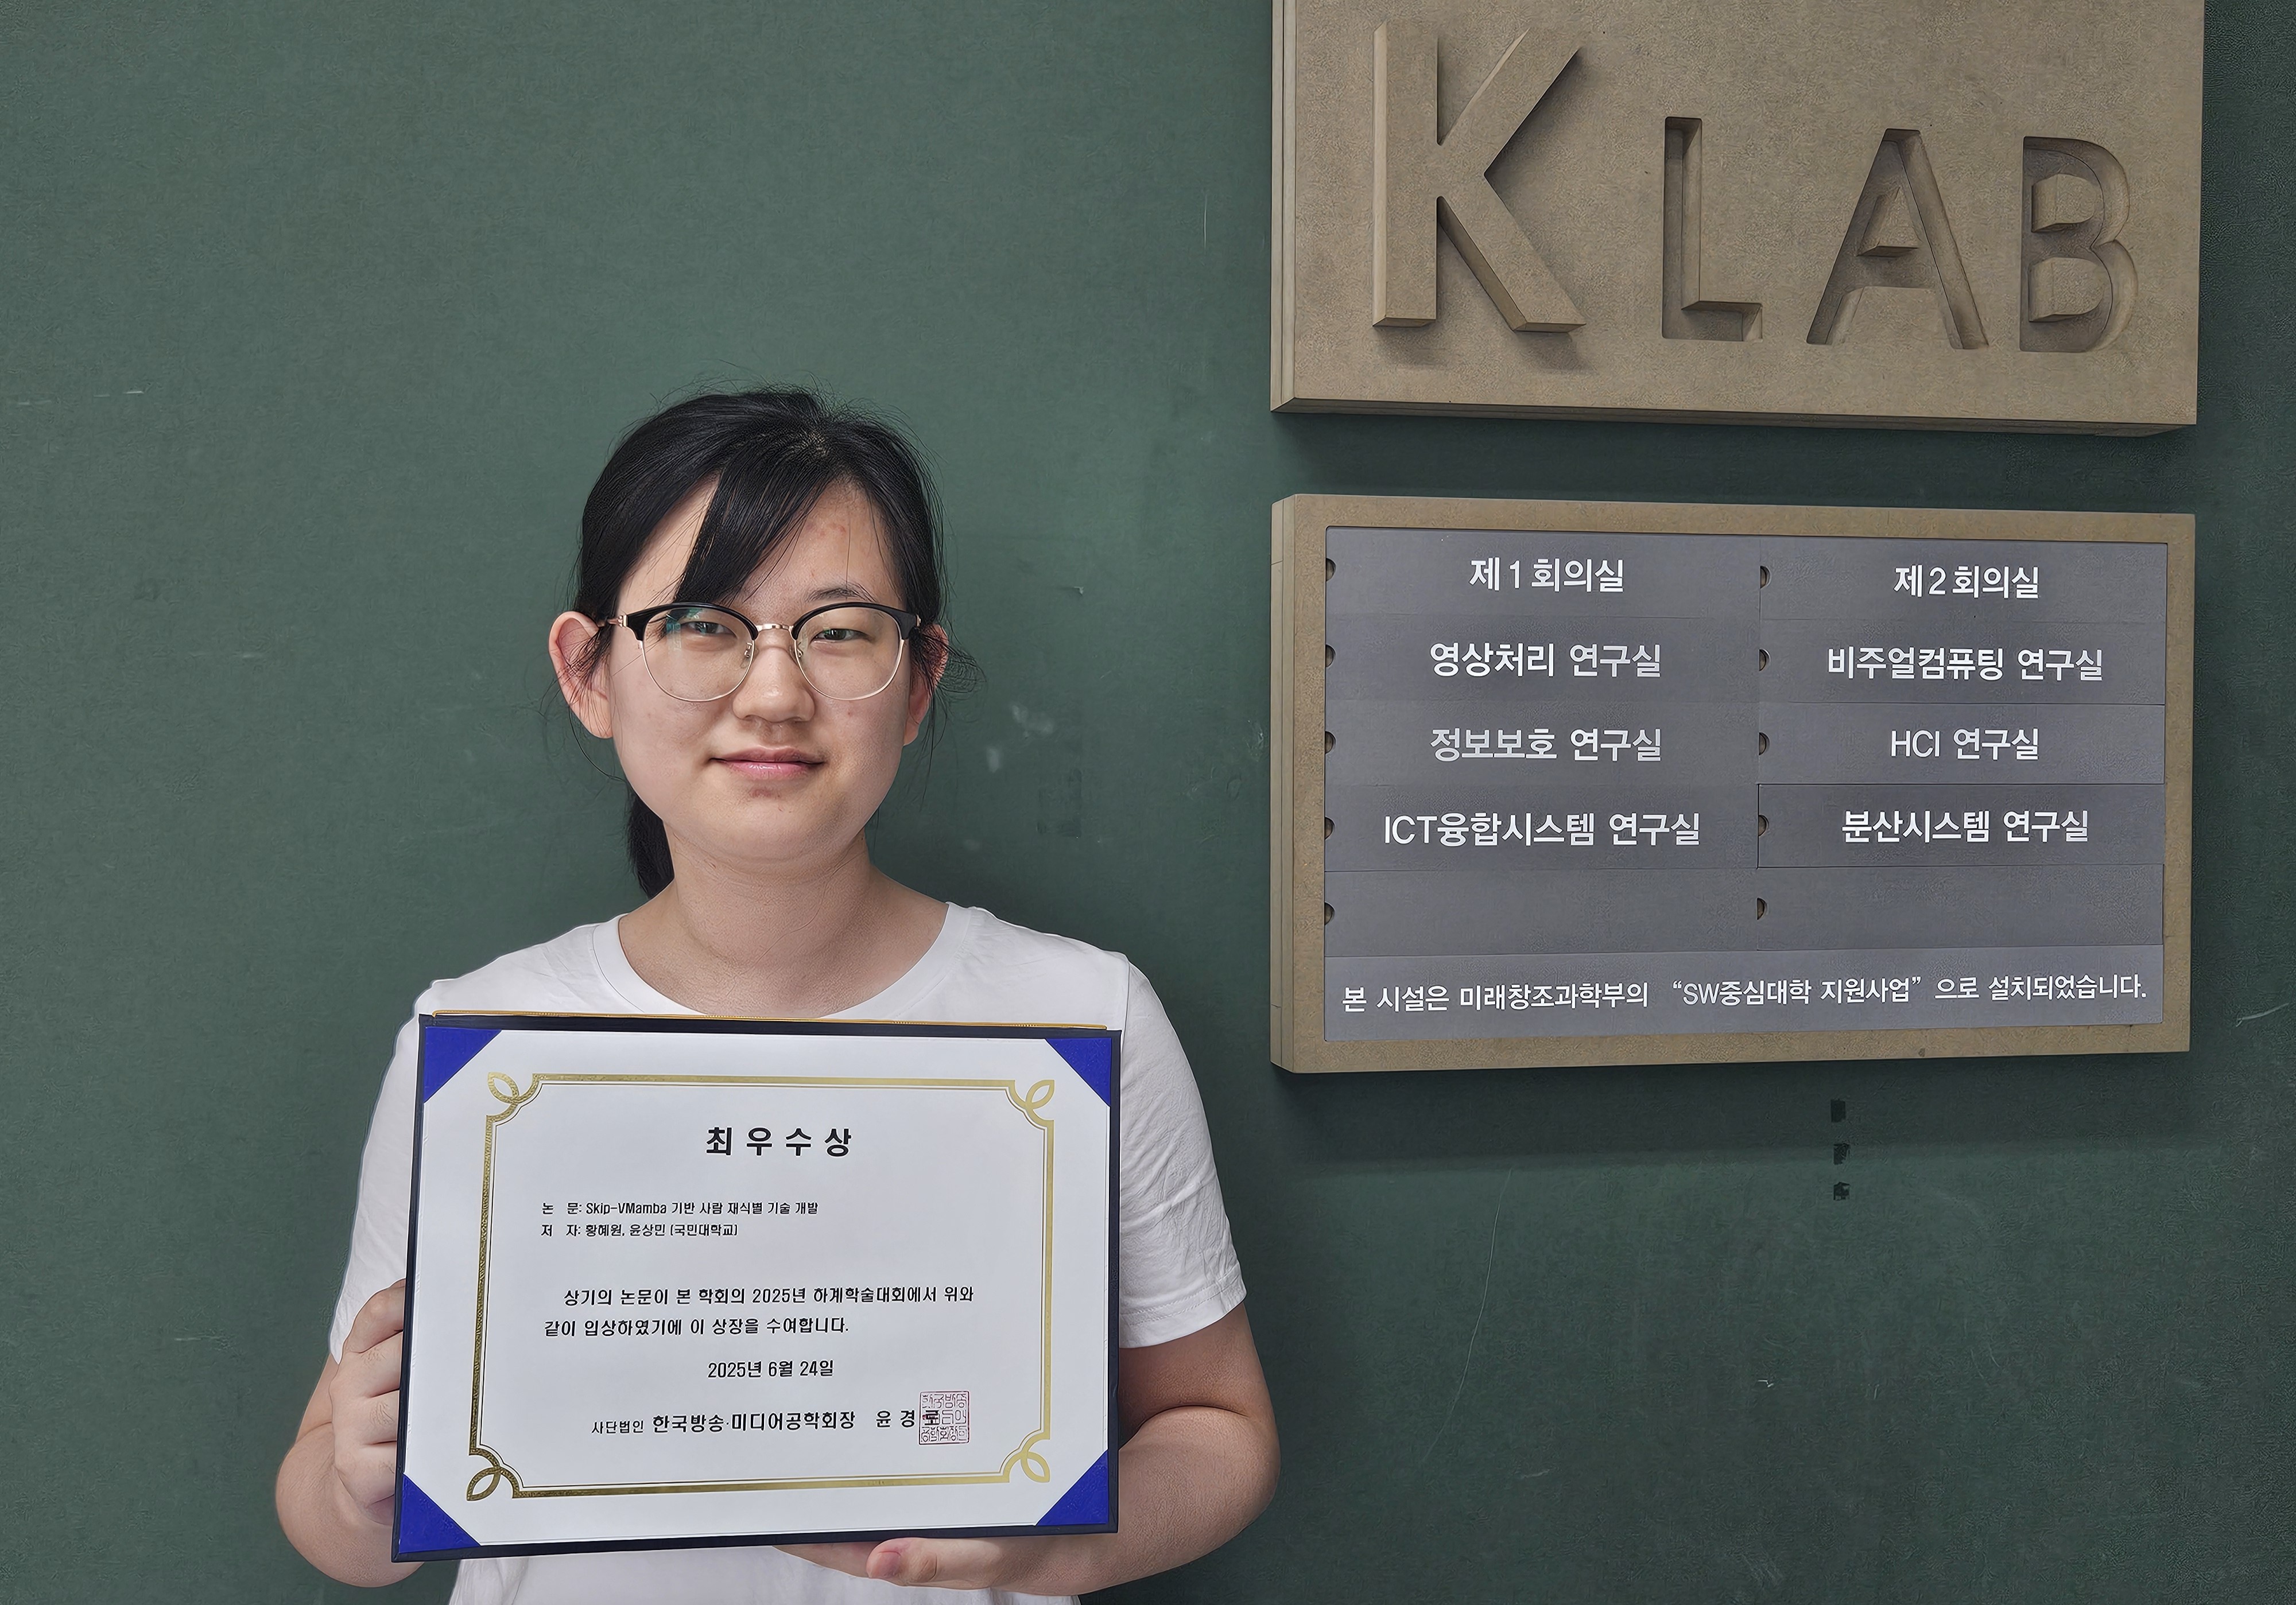 K LAB
제1회의실
제2회의실
영상처리 연구실
비주얼컴퓨팅 연구실
정보보호 연구실
HCI 연구실
ICT융합시스템 연구실
분산시스템 연구실
본 시설은 미래창조과학부의 “SW중심대학 지원사업”으로 설치되었습니다.
최우수상
논 문: Skip-VMamba 기반 사람 재식별 기술 개발
저 자: 황혜원, 윤상민 (국민대학교)
상기의 논문이 본 학회의 2025년 하계학술대회에서 위와
같이 입상하였기에 이 상장을 수여합니다.
2025년 6월 24일
사단법인 한국방송·미디어공학회장 윤경로